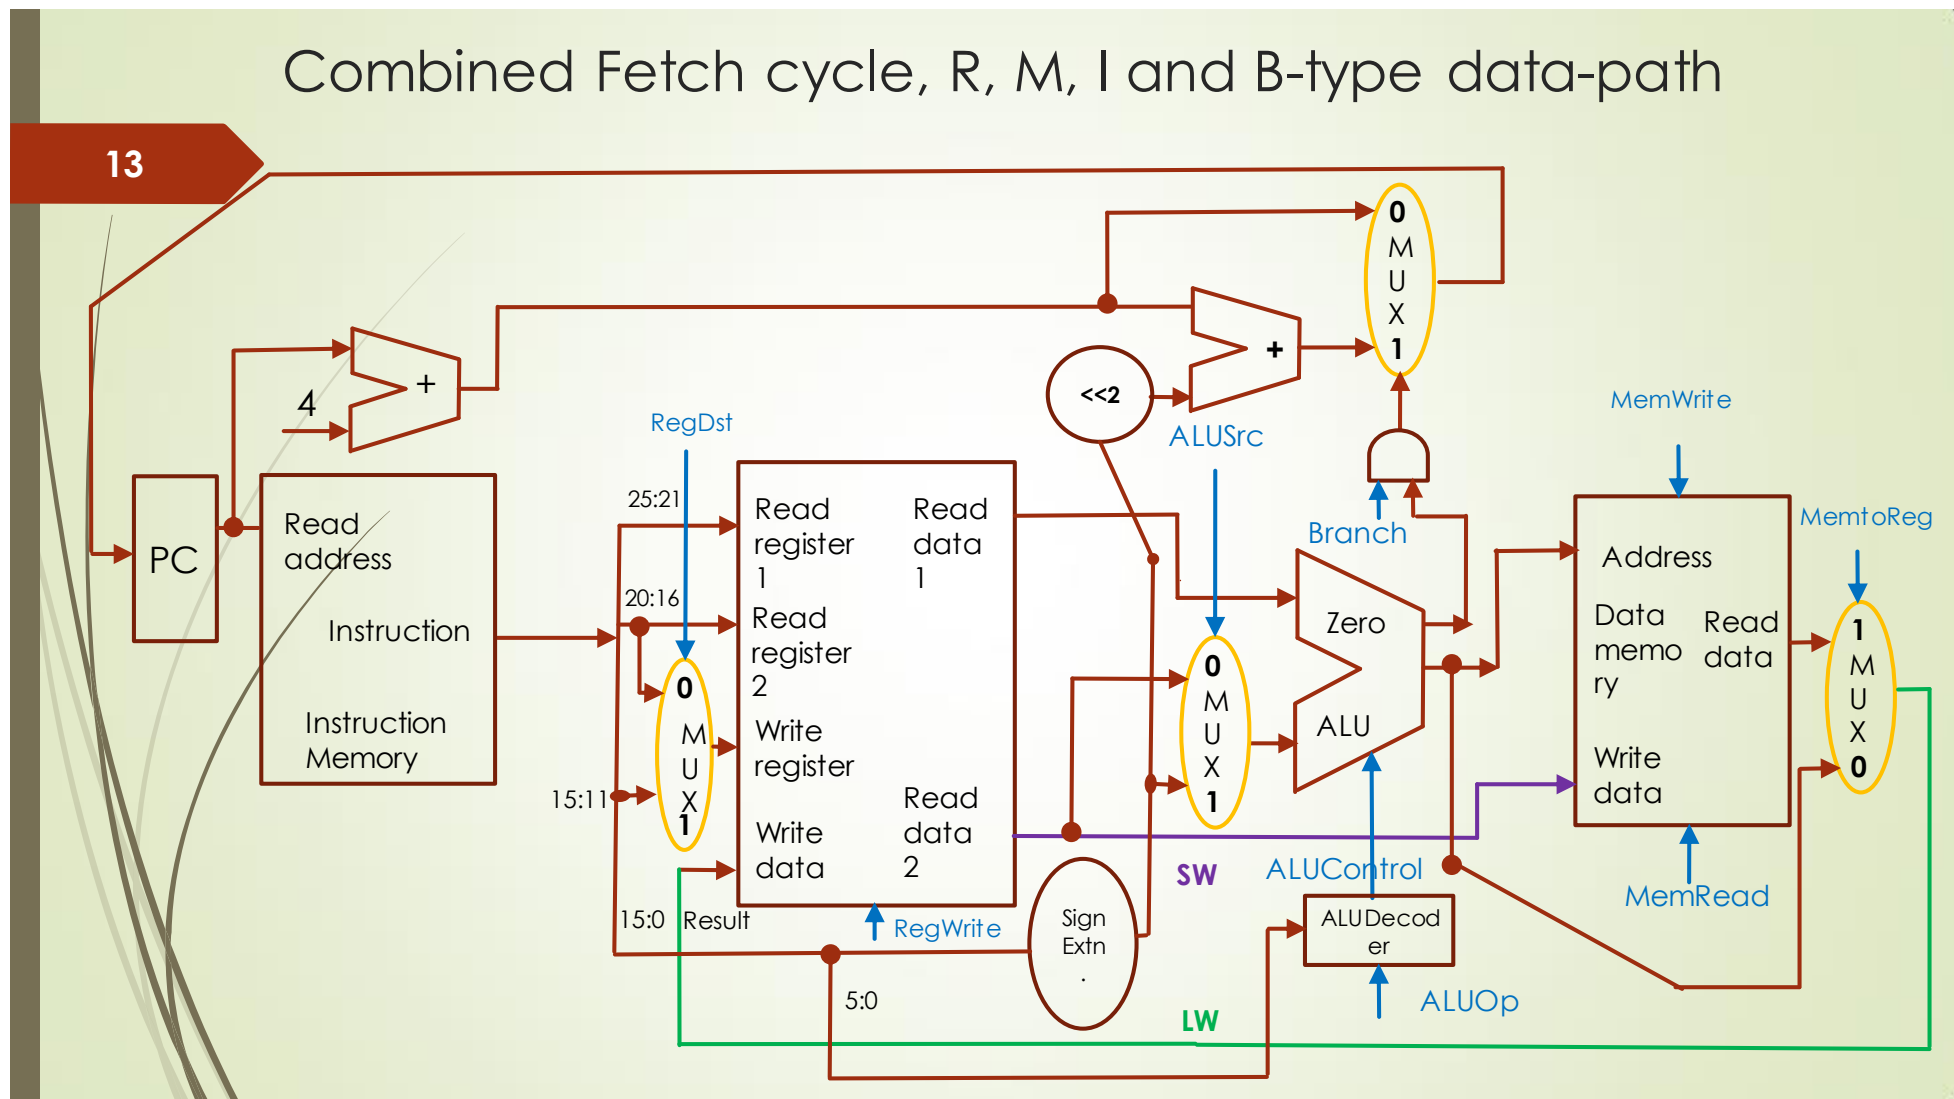 Combined Fetch cycle, R, M, I and B-type data-path
13
0
M
U
X
1
+
<<2
4
+
RegDst
ALUSrc
MemWrite
MemtoReg
Branch
PC
Read
address
Instruction
Instruction
Memory
25:21
20:16
15:11
15:0
Result
5:0
0
M
U
X
1
Read
register
1
Read
register
2
Write
register
Write
data
Read
data
1
Read
data
2
RegWrite
Sign
Extn
.
0
M
U
X
1
Zero
ALU
ALUControl
ALUDecod
er
ALUOp
SW
LW
Address
Data
memo
ry
Read
data
Write
data
MemRead
1
M
U
X
0